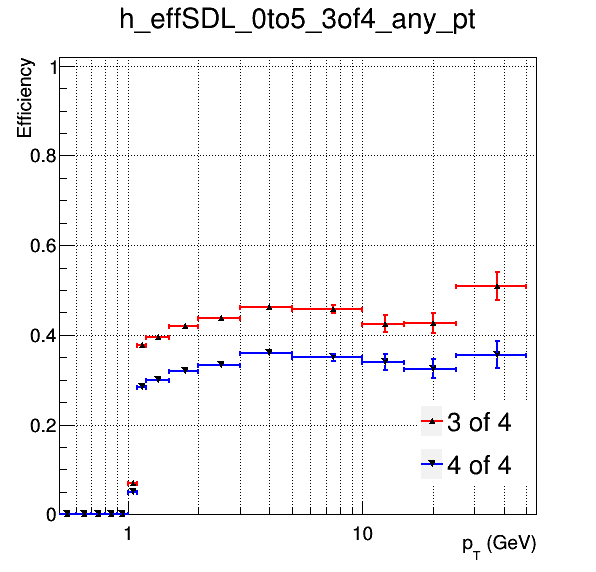 h_effSDL_0to5_3of4_any_pt
Efficiency
1
0.8
0.6
0.4
0.2
0
3 of 4
4 of 4
1
10
p_T (GeV)